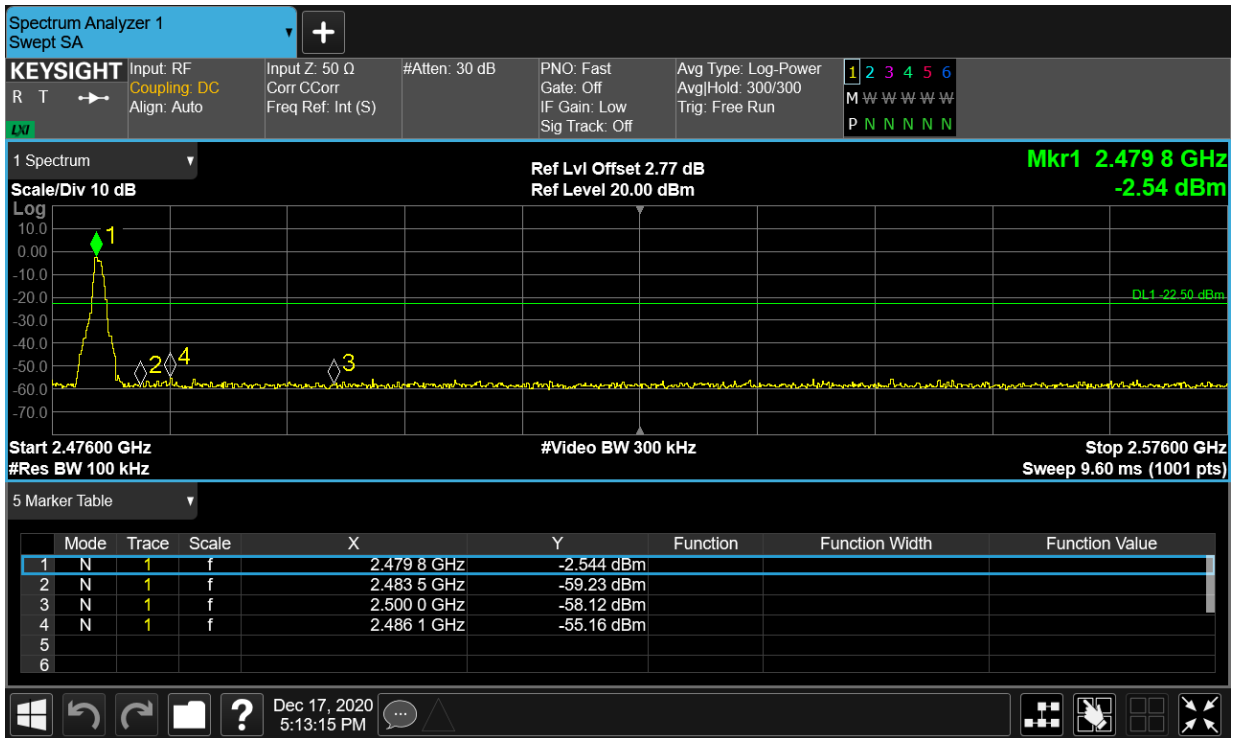 Spectrum Analyzer 1
Swept SA
+
KEYSIGHT
R T
LXI
Input: RF
Coupling: DC
Align: Auto
Input Z: 50 Ω
Corr CCorr
Freq Ref: Int (S)
#Atten: 30 dB
PNO: Fast
Gate: Off
IF Gain: Low
Sig Track: Off
Avg Type: Log-Power
Avg|Hold: 300/300
Trig: Free Run
1 2 3 4 5 6
M W W W W W
P N N N N N
1 Spectrum
Scale/Div 10 dB
Ref Lvl Offset 2.77 dB
Ref Level 20.00 dBm
Mkr1 2.479 8 GHz
-2.54 dBm
Log
10.0
0.00
-10.0
-20.0
-30.0
-40.0
-50.0
-60.0
-70.0
1
2
4
3
DL1 -22.50 dBm
Start 2.47600 GHz
#Res BW 100 kHz
#Video BW 300 kHz
Stop 2.57600 GHz
Sweep 9.60 ms (1001 pts)
5 Marker Table
Mode Trace Scale X Y Function Function Width Function Value
1 N 1 f 2.479 8 GHz -2.544 dBm
2 N 1 f 2.483 5 GHz -59.23 dBm
3 N 1 f 2.500 0 GHz -58.12 dBm
4 N 1 f 2.486 1 GHz -55.16 dBm
5
6
?
Dec 17, 2020
5:13:15 PM